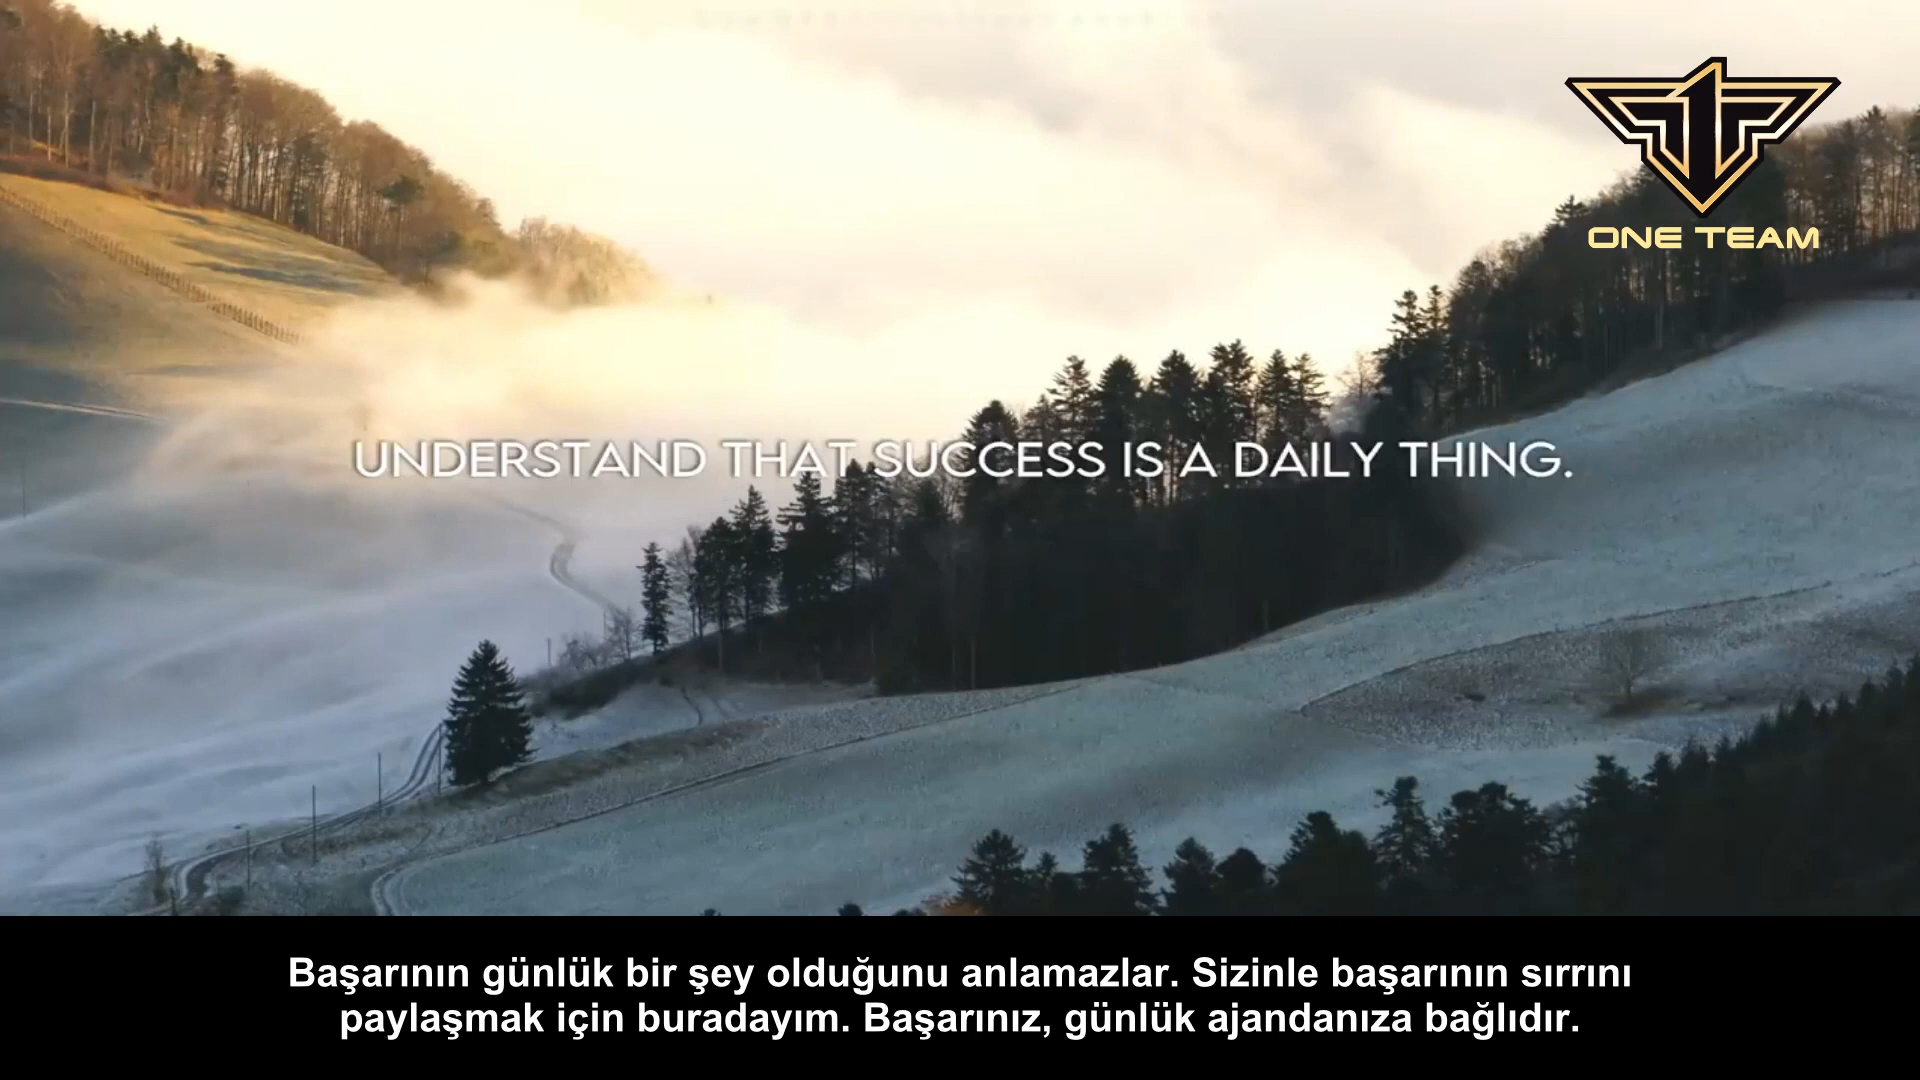 ONE TEAM
UNDERSTAND THAT SUCCESS IS A DAILY THING.
Başarının günlük bir şey olduğunu anlamazlar. Sizinle başarının sırrını
paylaşmak için buradayım. Başarınız, günlük ajandanıza bağlıdır.